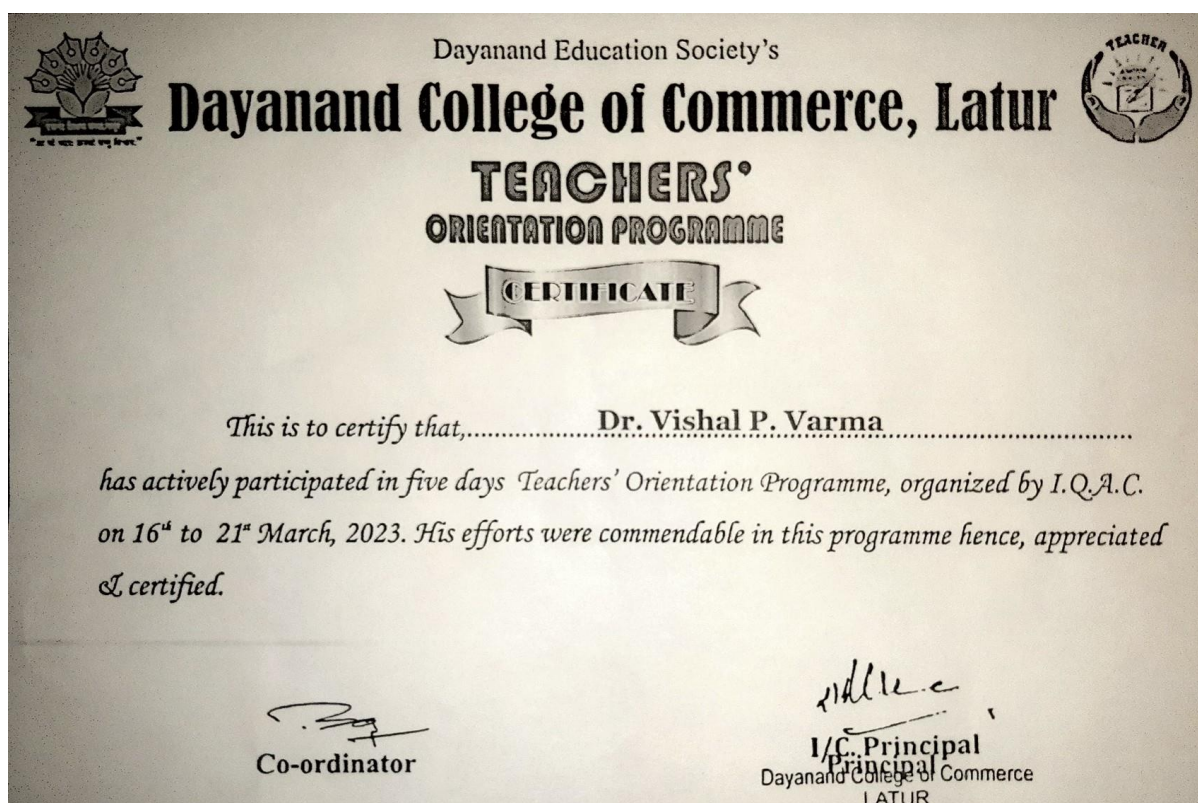 Dayanand Education Society's
Dayanand College of Commerce, Latur
TEACHER
TEACHERS'
ORIENTATION PROGRAMME
CERTIFICATE
This is to certify that,..................Dr. Vishal P. Varma...................................
has actively participated in five days Teachers' Orientation Programme, organized by I.Q.A.C.
on 16th to 21st March, 2023. His efforts were commendable in this programme hence, appreciated
& certified.
Co-ordinator
I/C. Principal
Principal
Dayanand College of Commerce
LATUR